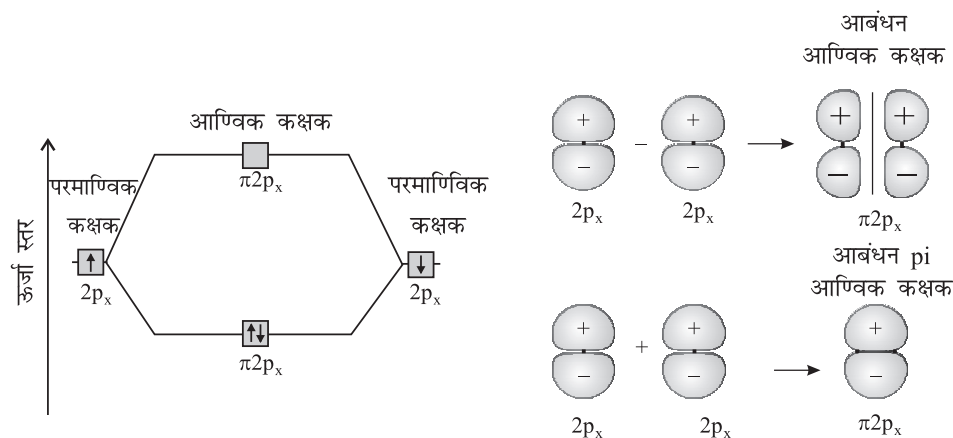 आण्विक कक्षक
π2pₓ
परमाण्विक
कक्षक
परमाण्विक
कक्षक
ऊर्जा स्तर
↑
↓
2pₓ
2pₓ
↑↓
π2pₓ
आबंधन
आण्विक कक्षक
+
−
−
+
−
+
+
−
−
2pₓ
2pₓ
π2pₓ
आबंधन pi
आण्विक कक्षक
+
−
+
+
−
+
−
2pₓ
2pₓ
π2pₓ